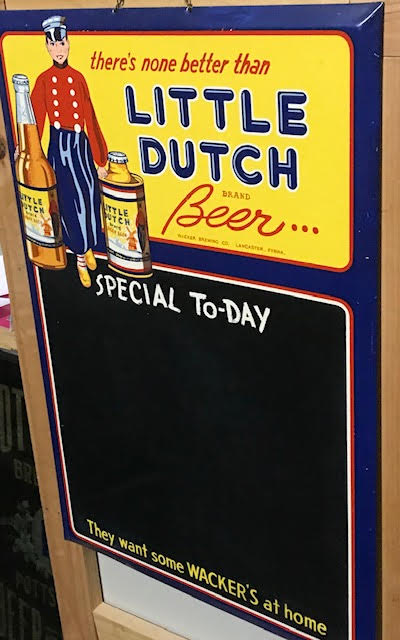 there's none better than
LITTLE
DUTCH
BRAND
Beer...
WACKER BREWING CO. LANCASTER, PENNA.
LITTLE
DUTCH
LITTLE
DUTCH
SPECIAL TO-DAY
They want some WACKER'S at home